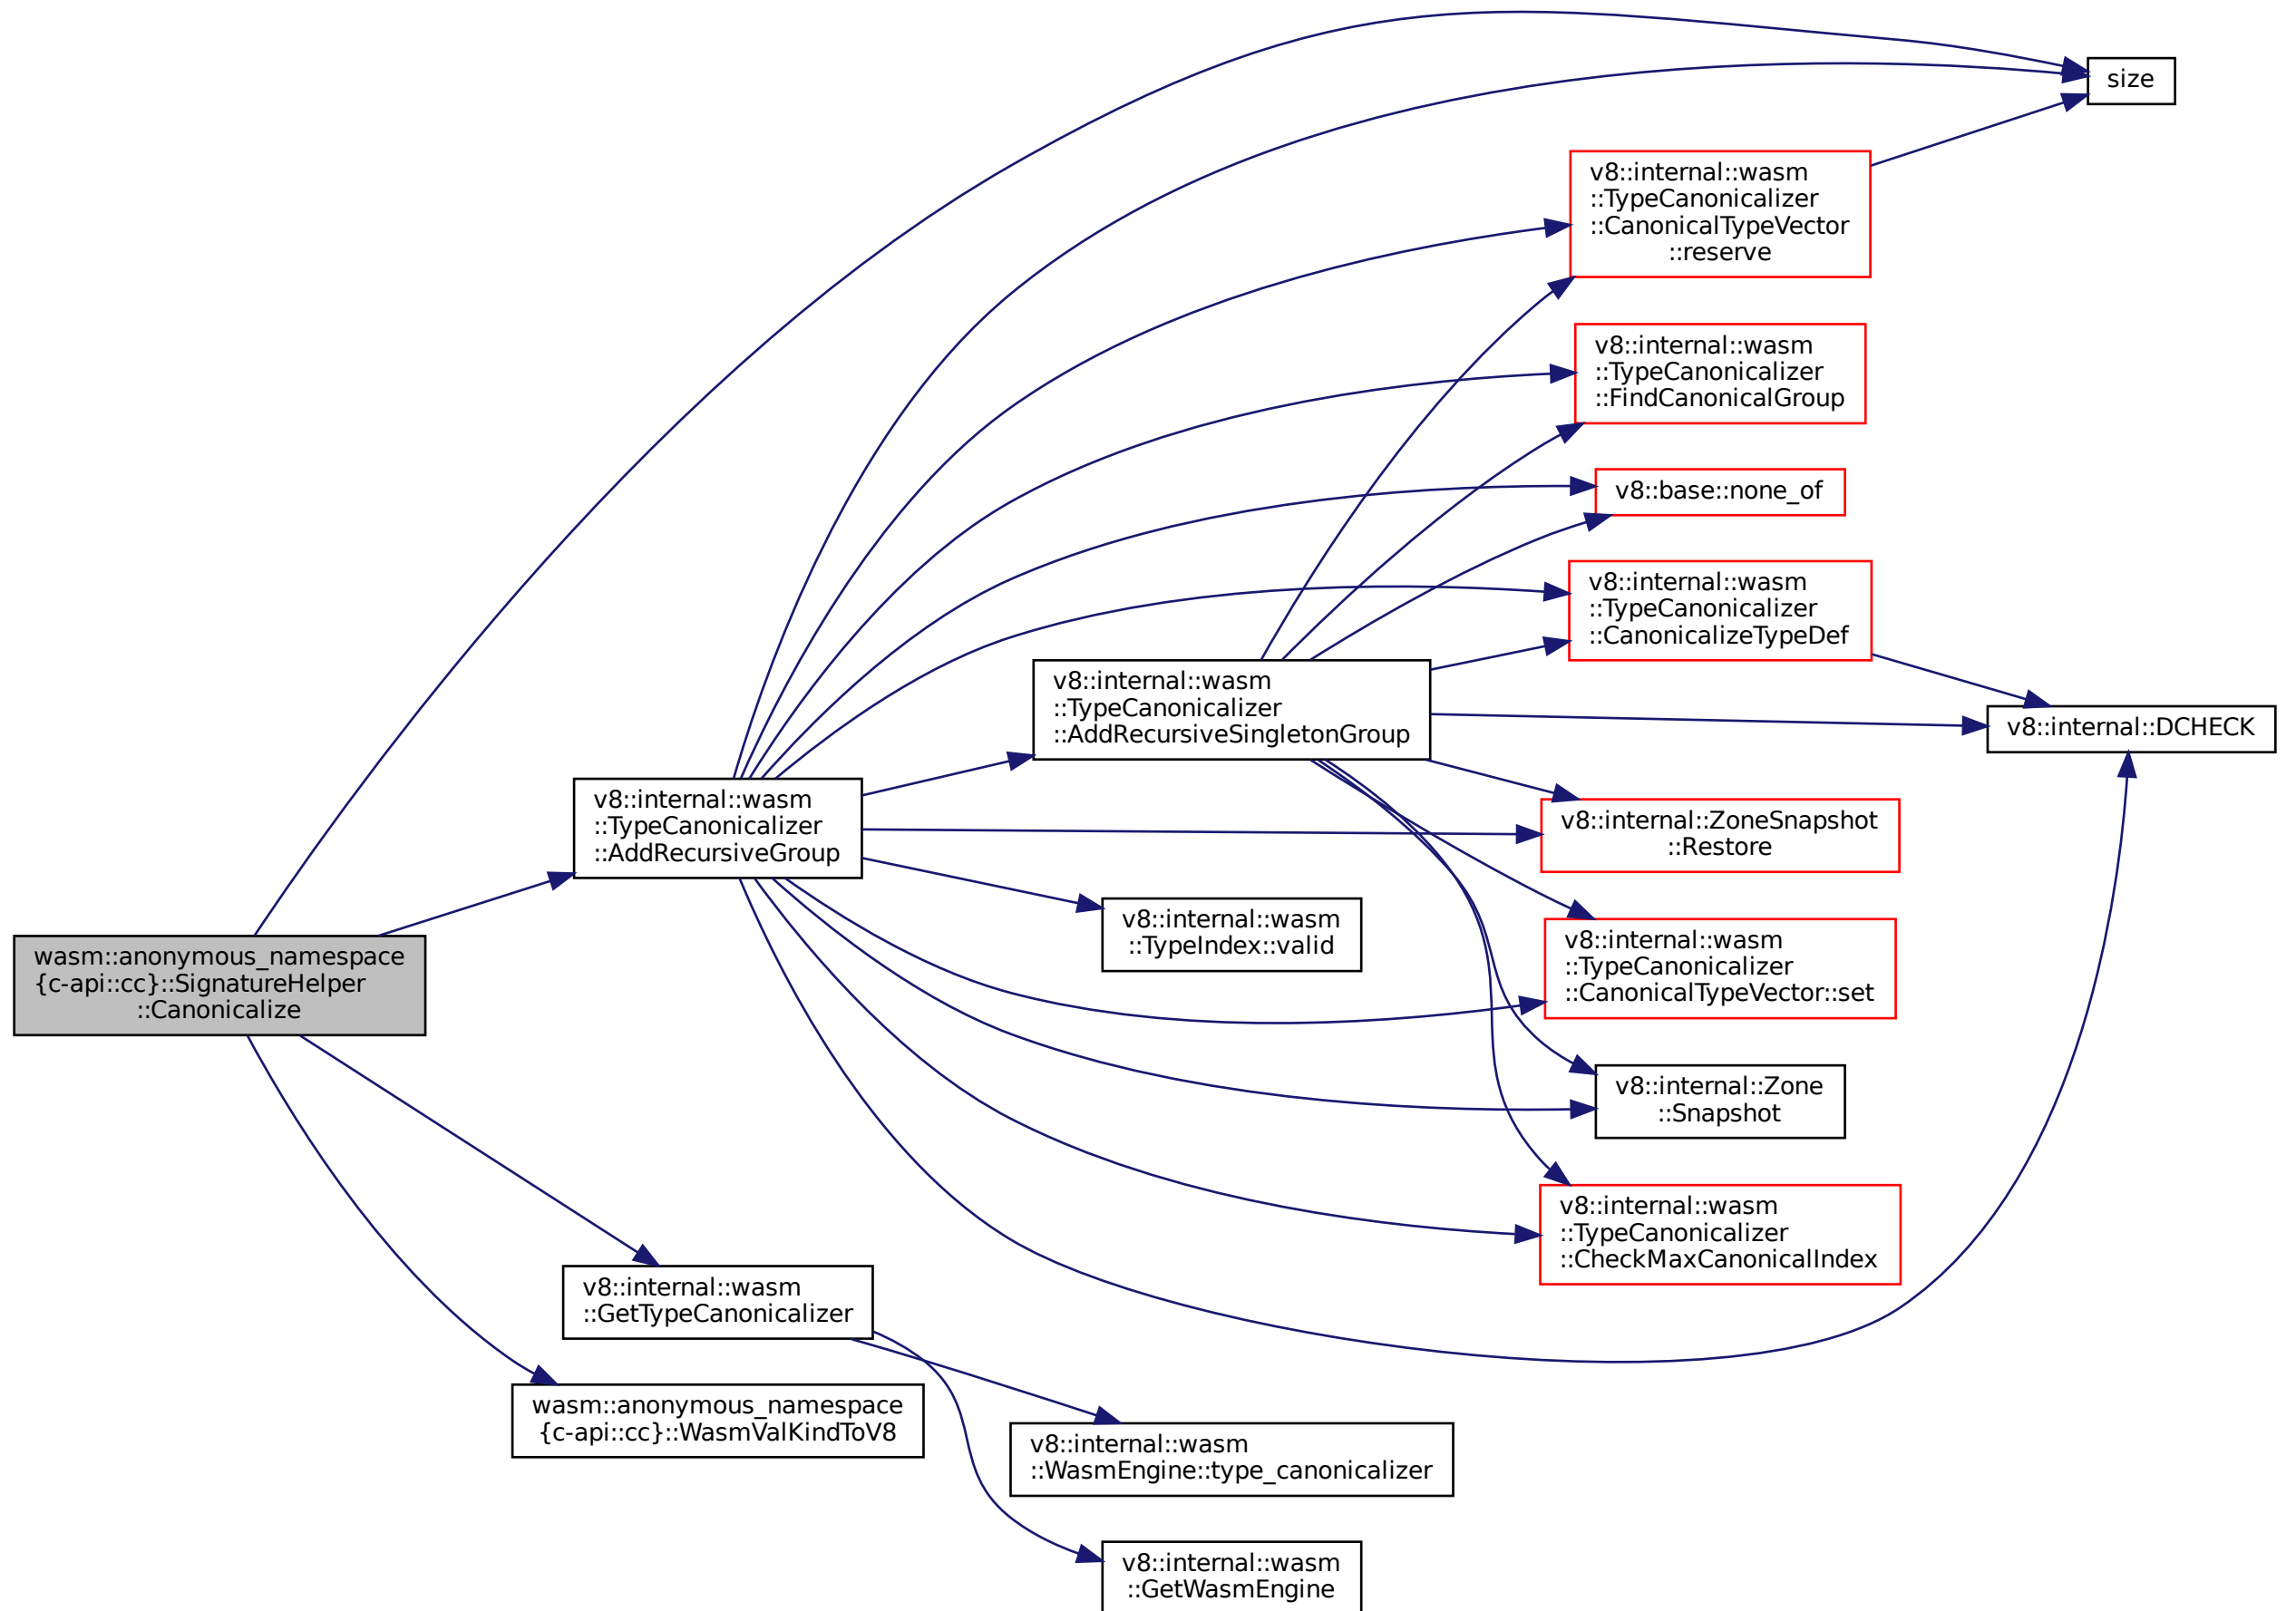 size
v8::internal::wasm
::TypeCanonicalizer
::CanonicalTypeVector
::reserve
v8::internal::wasm
::TypeCanonicalizer
::FindCanonicalGroup
v8::base::none_of
v8::internal::wasm
::TypeCanonicalizer
::CanonicalizeTypeDef
v8::internal::wasm
::TypeCanonicalizer
::AddRecursiveSingletonGroup
v8::internal::DCHECK
v8::internal::wasm
::TypeCanonicalizer
::AddRecursiveGroup
v8::internal::ZoneSnapshot
::Restore
v8::internal::wasm
::TypeIndex::valid
wasm::anonymous_namespace
{c-api::cc}::SignatureHelper
::Canonicalize
v8::internal::wasm
::TypeCanonicalizer
::CanonicalTypeVector::set
v8::internal::Zone
::Snapshot
v8::internal::wasm
::TypeCanonicalizer
::CheckMaxCanonicalIndex
v8::internal::wasm
::GetTypeCanonicalizer
wasm::anonymous_namespace
{c-api::cc}::WasmValKindToV8
v8::internal::wasm
::WasmEngine::type_canonicalizer
v8::internal::wasm
::GetWasmEngine